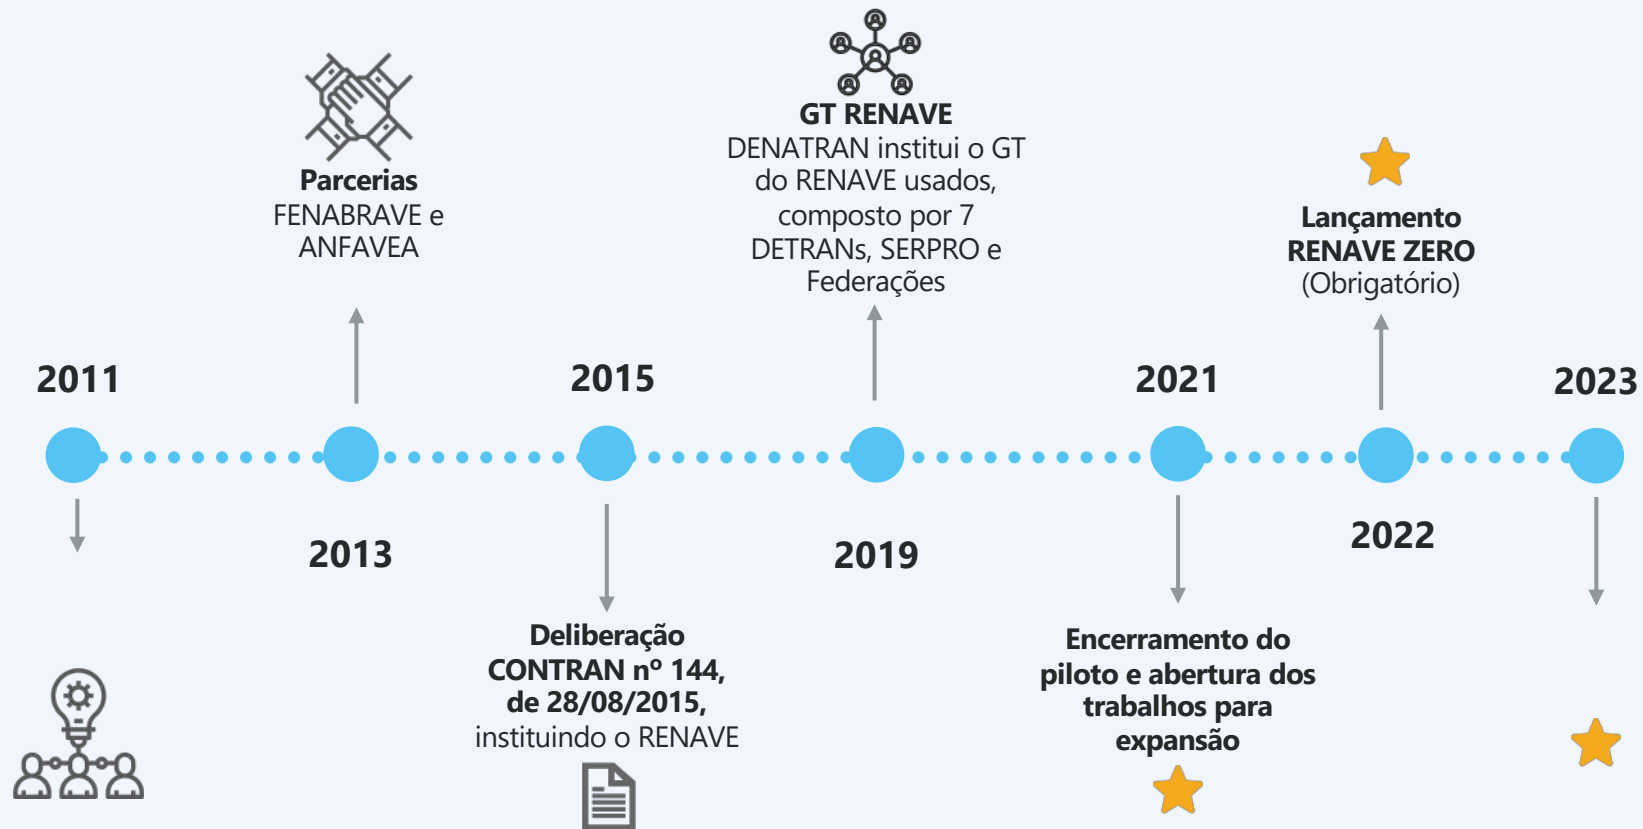 2011
Parcerias
FENABRAVE e
ANFAVEA
2013
2015
Deliberação
CONTRAN nº 144,
de 28/08/2015,
instituindo o RENAVE
GT RENAVE
DENATRAN institui o GT
do RENAVE usados,
composto por 7
DETRANs, SERPRO e
Federações
2019
2021
Encerramento do
piloto e abertura dos
trabalhos para
expansão
Lançamento
RENAVE ZERO
(Obrigatório)
2022
2023